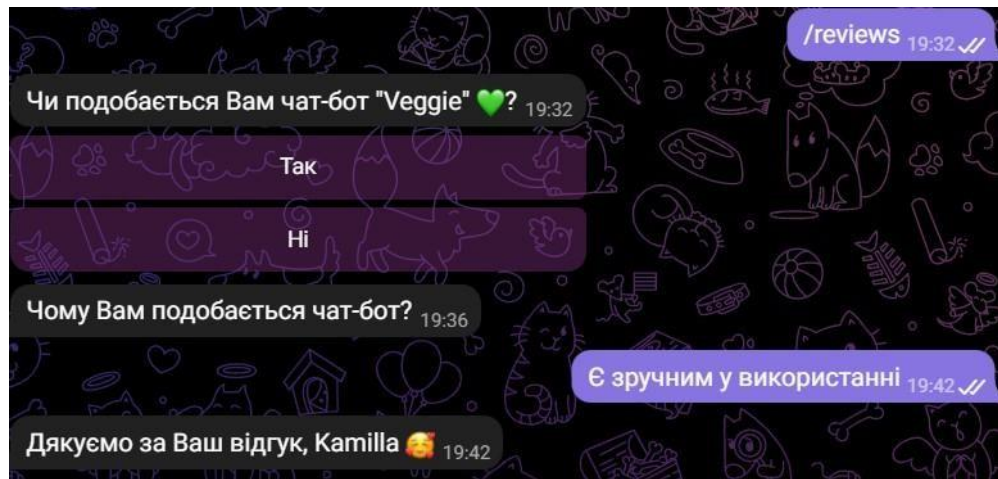 /reviews 19:32
Чи подобається Вам чат-бот "Veggie" 💚? 19:32
Так
Ні
Чому Вам подобається чат-бот? 19:36
Є зручним у використанні 19:42
Дякуємо за Ваш відгук, Kamilla 🥰 19:42